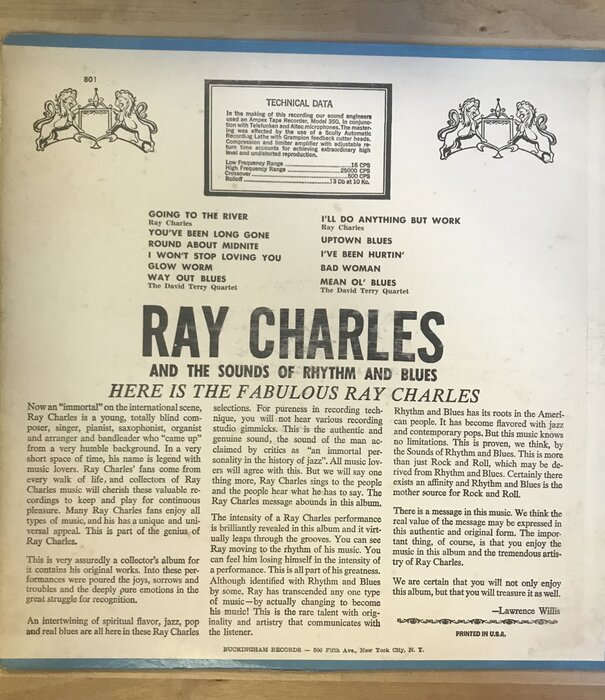 801
TECHNICAL DATA
In the making of this recording our sound engineers
used an Ampex Tape Recorder, Model 350, in conjunc-
tion with Telefunken and Altec microphones. The master-
ing was effected by the use of a Scully Automatic
Recording Lathe with Grampion feedback cutter heads.
Compression and limiter amplifier with adjustable re-
turn time accounts for achieving extraordinary high
level and undistorted reproduction.
Low Frequency Range 16 CPS
High Frequency Range 25000 CPS
Crossover 500 CPS
Rolloff 13 Db at 10 Kc.
GOING TO THE RIVER
Ray Charles
YOU'VE BEEN LONG GONE
ROUND ABOUT MIDNITE
I WON'T STOP LOVING YOU
GLOW WORM
WAY OUT BLUES
The David Terry Quartet
I'LL DO ANYTHING BUT WORK
Ray Charles
UPTOWN BLUES
I'VE BEEN HURTIN'
BAD WOMAN
MEAN OL' BLUES
The David Terry Quartet
RAY CHARLES
AND THE SOUNDS OF RHYTHM AND BLUES
HERE IS THE FABULOUS RAY CHARLES
Now an "immortal" on the international scene,
Ray Charles is a young, totally blind com-
poser, singer, pianist, saxophonist, organist
and arranger and bandleader who "came up"
from a very humble background. In a very
short space of time, his name is legend with
music lovers. Ray Charles' fans come from
every walk of life, and collectors of Ray
Charles music will cherish these valuable re-
cordings to keep and play for continuous
pleasure. Many Ray Charles fans enjoy all
types of music, and his has a unique and uni-
versal appeal. This is part of the genius of
Ray Charles.
This is very assuredly a collector's album for
it contains his original works. Into these per-
formances were poured the joys, sorrows and
troubles and the deeply pure emotions in the
great struggle for recognition.
An intertwining of spiritual flavor, jazz, pop
and real blues are all here in these Ray Charles
selections. For pureness in recording tech-
nique, you will not hear various recording
studio gimmicks. This is the authentic and
genuine sound, the sound of the man ac-
claimed by critics as "an immortal per-
sonality in the history of jazz". All music lov-
ers will agree with this. But we will say one
thing more, Ray Charles sings to the people
and the people hear what he has to say. The
Ray Charles message abounds in this album.
The intensity of a Ray Charles performance
is brilliantly revealed in this album and it virt-
ually leaps through the grooves. You can see
Ray moving to the rhythm of his music. You
can feel him losing himself in the intensity of
a performance. This is all part of his greatness.
Although identified with Rhythm and Blues
by some, Ray has transcended any one type
of music—by actually changing to become
his music! This is the rare talent with orig-
inality and artistry that communicates with
the listener.
Rhythm and Blues has its roots in the Ameri-
can people. It has become flavored with jazz
and contemporary pops. But this music knows
no limitations. This is proven, we think, by
the Sounds of Rhythm and Blues. This is more
than just Rock and Roll, which may be de-
rived from Rhythm and Blues. Certainly there
exists an affinity and Rhythm and Blues is the
mother source for Rock and Roll.
There is a message in this music. We think the
real value of the message may be expressed in
this authentic and original form. The impor-
tant thing, of course, is that you enjoy the
music in this album and the tremendous artis-
try of Ray Charles.
We are certain that you will not only enjoy
this album, but that you will treasure it as well.
—Lawrence Willis
PRINTED IN U.S.A.
BUCKINGHAM RECORDS — 500 Fifth Ave., New York City, N. Y.